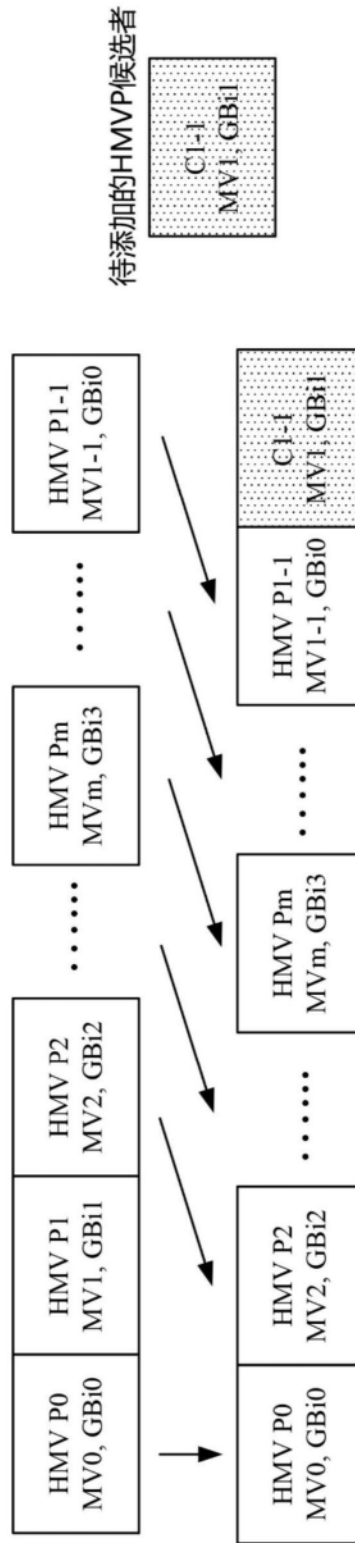 HMV P0
MV0, GBi0
HMV P1
MV1, GBi1
HMV P2
MV2, GBi2
······
HMV Pm
MVm, GBi3
······
HMV P1-1
MV1-1, GBi0
待添加的HMVP候选者
C1-1
MV1, GBi1
HMV P0
MV0, GBi0
HMV P2
MV2, GBi2
······
HMV Pm
MVm, GBi3
······
HMV P1-1
MV1-1, GBi0
C1-1
MV1, GBi1